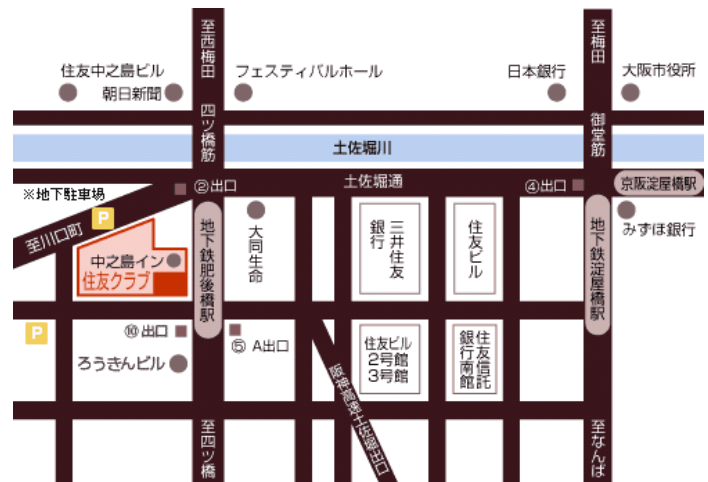 至西梅田
至梅田
住友中之島ビル
フェスティバルホール
日本銀行
大阪市役所
朝日新聞
四ツ橋筋
御堂筋
土佐堀川
土佐堀通
②出口
④出口
京阪淀屋橋駅
※地下駐車場
P
至川口町
地下鉄肥後橋駅
大同生命
三井住友
銀行
住友ビル
地下鉄淀屋橋駅
みずほ銀行
中之島イン
住友クラブ
P
⑩出口
⑤ A出口
ろうきんビル
住友ビル
2号館
3号館
住友信託
銀行南館
阪神高速土佐堀出口
至四ツ橋
至なんば